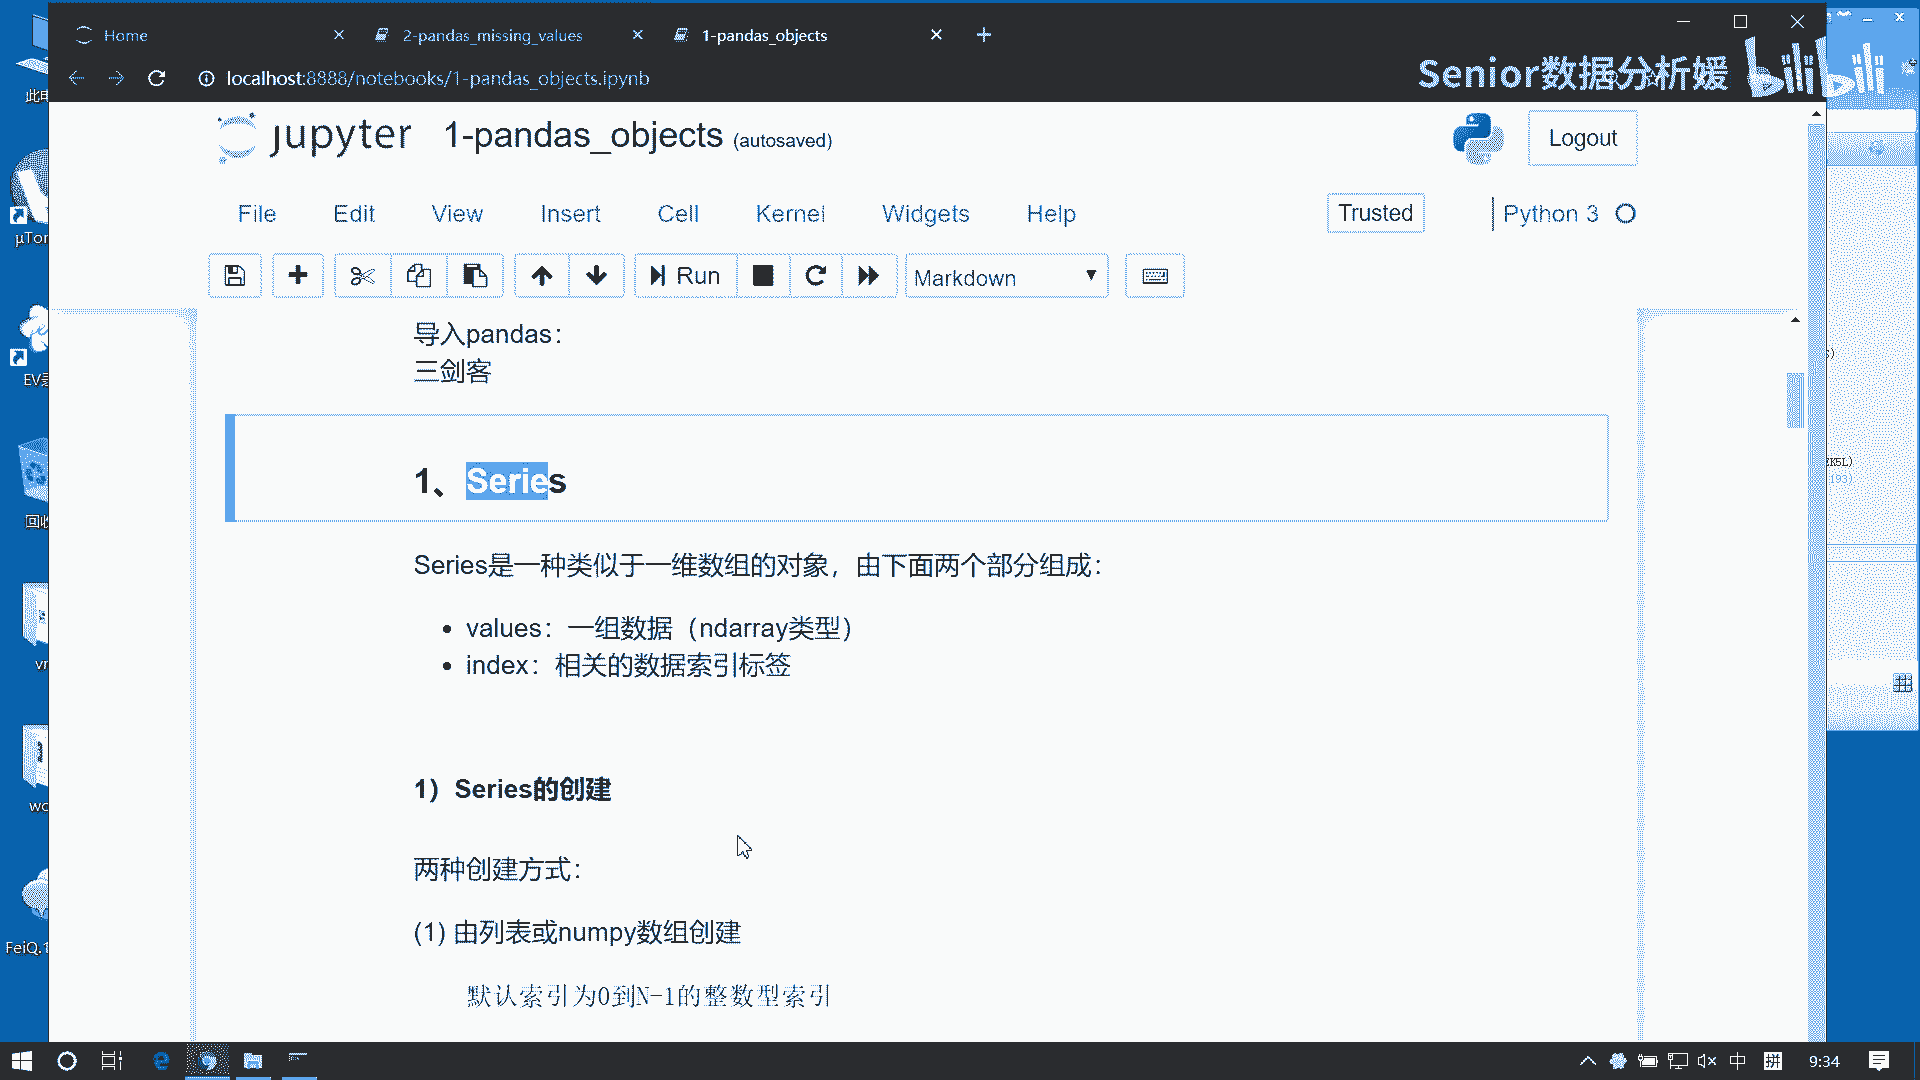 Home
2-pandas_missing_values
1-pandas_objects
localhost:8888/notebooks/1-pandas_objects.ipynb
Senior数据分析媛 bilibili
jupyter 1-pandas_objects (autosaved)
Logout
File Edit View Insert Cell Kernel Widgets Help
Trusted
Python 3
Run
Markdown
导入pandas：
三剑客
1、Series
Series是一种类似于一维数组的对象，由下面两个部分组成：
values：一组数据（ndarray类型）
index：相关的数据索引标签
1）Series的创建
两种创建方式：
(1) 由列表或numpy数组创建
默认索引为0到N-1的整数型索引
μTor
FeiQ.1
中
拼
9:34